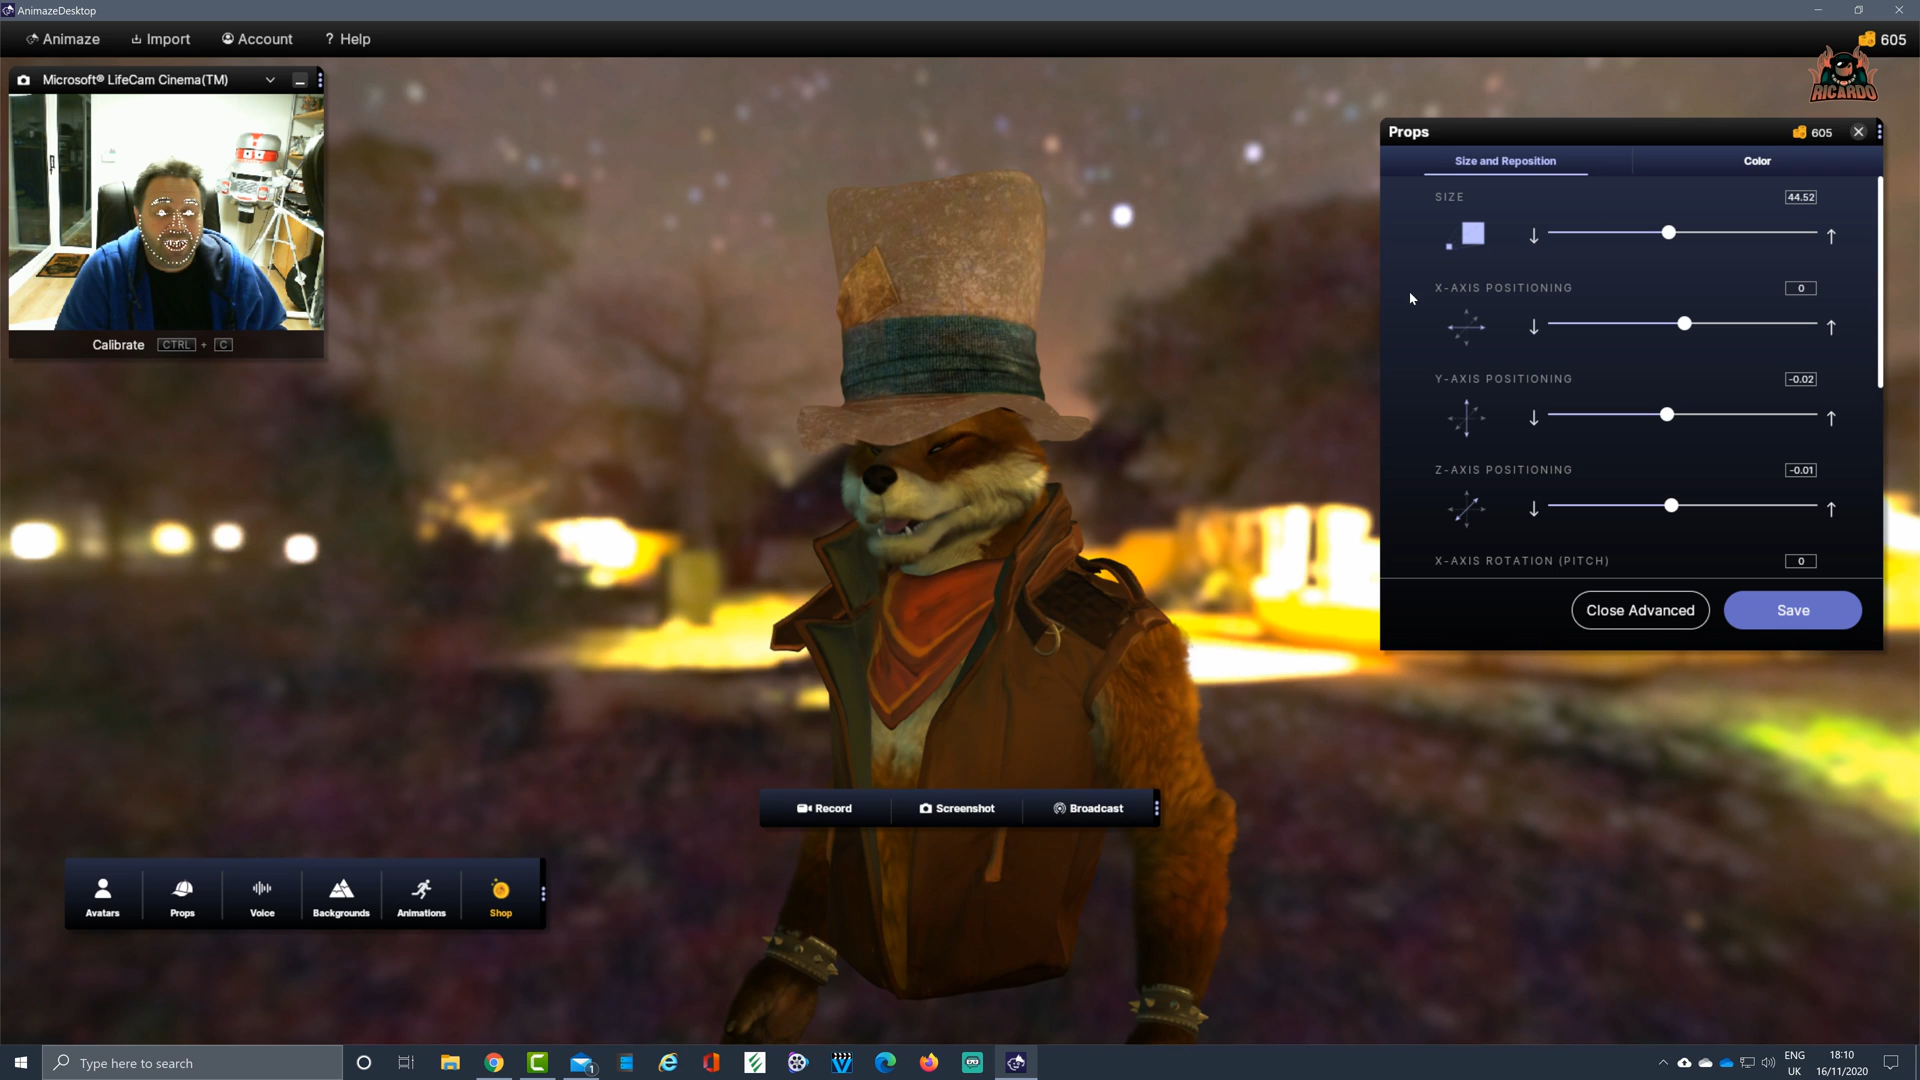 AnimazeDesktop
Animaze Import Account ? Help 605
RICARDO
Microsoft® LifeCam Cinema(TM)
Calibrate CTRL + C
Props 605
Size and Reposition Color
SIZE 44.52
X-AXIS POSITIONING 0
Y-AXIS POSITIONING -0.02
Z-AXIS POSITIONING -0.01
X-AXIS ROTATION (PITCH) 0
Close Advanced Save
Record Screenshot Broadcast
Avatars Props Voice Backgrounds Animations Shop
Type here to search
1
ENG
UK
18:10
16/11/2020